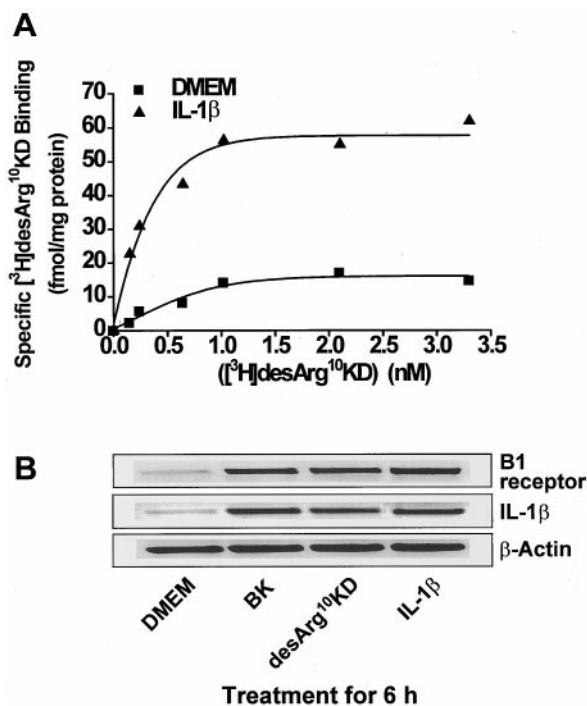 A
Specific [³H]desArg¹⁰KD Binding
(fmol/mg protein)
70
60
50
40
30
20
10
0
■ DMEM
▲ IL-1β
0.0 0.5 1.0 1.5 2.0 2.5 3.0 3.5
([³H]desArg¹⁰KD) (nM)
B
B1
receptor
IL-1β
β-Actin
DMEM
BK
desArg¹⁰KD
IL-1β
Treatment for 6 h